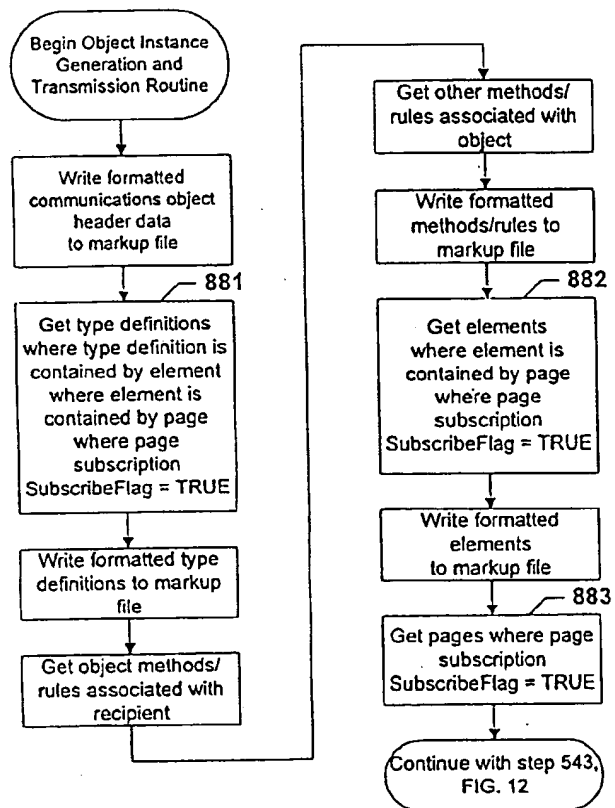 Begin Object Instance
Generation and
Transmission Routine
Write formatted
communications object
header data
to markup file
881
Get type definitions
where type definition is
contained by element
where element is
contained by page
where page
subscription
SubscribeFlag = TRUE
Write formatted type
definitions to markup
file
Get object methods/
rules associated with
recipient
Get other methods/
rules associated with
object
Write formatted
methods/rules to
markup file
882
Get elements
where element is
contained by page
where page
subscription
SubscribeFlag = TRUE
Write formatted
elements
to markup file
883
Get pages where page
subscription
SubscribeFlag = TRUE
Continue with step 543,
FIG. 12